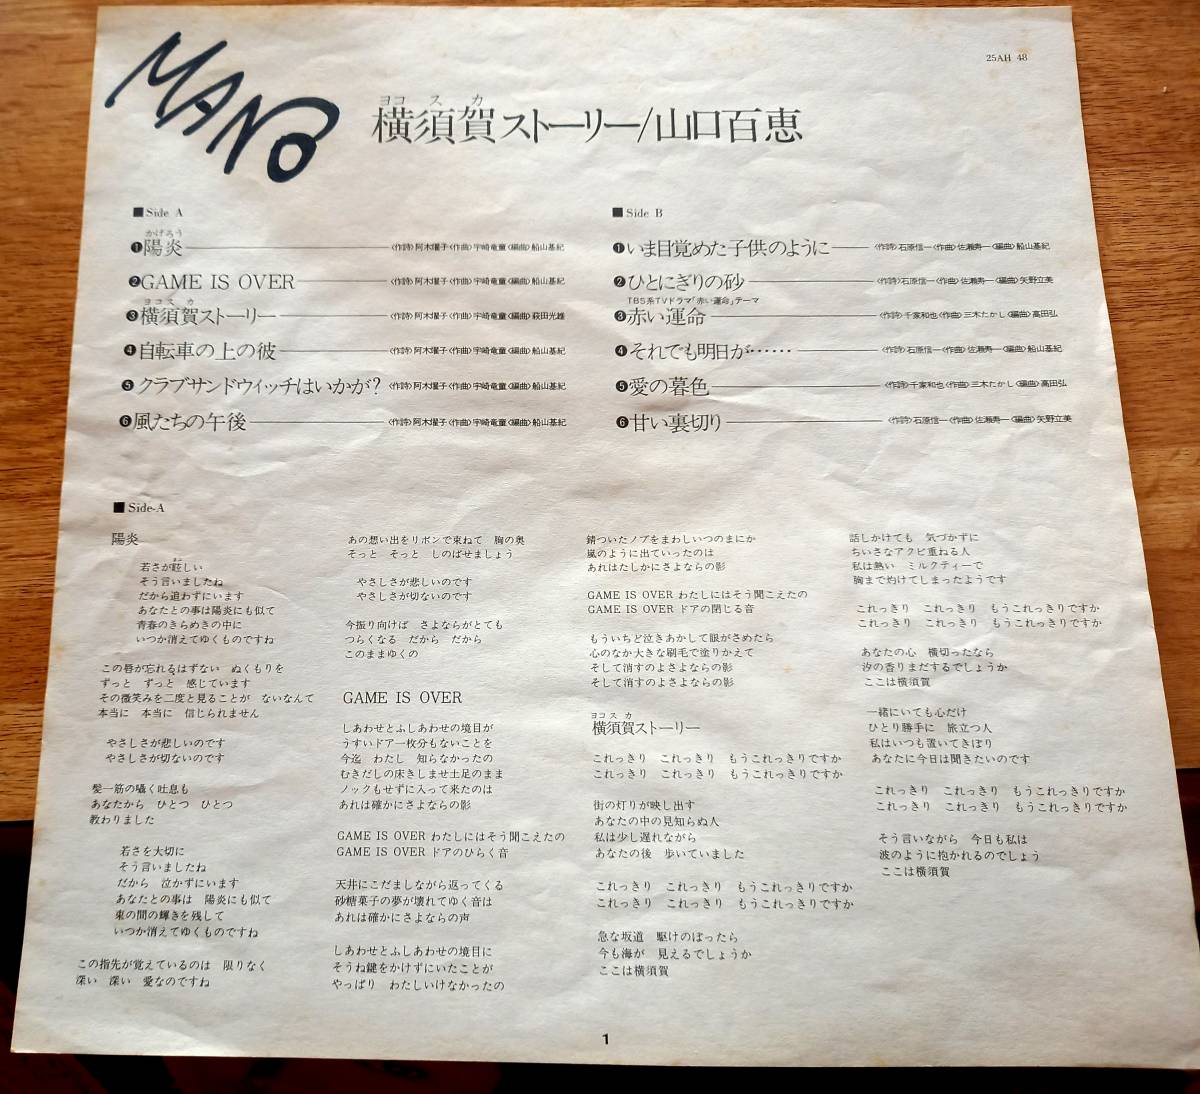 MANO
25AH 48
ヨコスカ
横須賀ストーリー/山口百恵
■Side A
かげろう
❶陽炎 〈作詩〉阿木燿子〈作曲〉宇崎竜童〈編曲〉船山基紀
❷GAME IS OVER 〈作詩〉阿木燿子〈作曲〉宇崎竜童〈編曲〉船山基紀
ヨコスカ
❸横須賀ストーリー 〈作詩〉阿木燿子〈作曲〉宇崎竜童〈編曲〉萩田光雄
❹自転車の上の彼 〈作詩〉阿木燿子〈作曲〉宇崎竜童〈編曲〉船山基紀
❺クラブサンドウィッチはいかが? 〈作詩〉阿木燿子〈作曲〉宇崎竜童〈編曲〉船山基紀
❻風たちの午後 〈作詩〉阿木燿子〈作曲〉宇崎竜童〈編曲〉船山基紀
■Side B
❶いま目覚めた子供のように 〈作詩〉石原信一〈作曲〉佐瀬寿一〈編曲〉船山基紀
❷ひとにぎりの砂 〈作詩〉石原信一〈作曲〉佐瀬寿一〈編曲〉矢野立美
TBS系TVドラマ「赤い運命」テーマ
❸赤い運命 〈作詩〉千家和也〈作曲〉三木たかし〈編曲〉高田弘
❹それでも明日が…… 〈作詩〉石原信一〈作曲〉佐瀬寿一〈編曲〉船山基紀
❺愛の暮色 〈作詩〉千家和也〈作曲〉三木たかし〈編曲〉高田弘
❻甘い裏切り 〈作詩〉石原信一〈作曲〉佐瀬寿一〈編曲〉矢野立美
■Side-A
陽炎
若さが眩しい
そう言いましたね
だから追わずにいます
あなたとの事は陽炎にも似て
青春のきらめきの中に
いつか消えてゆくものですね
この唇が忘れるはずない ぬくもりを
ずっと ずっと 感じています
その微笑みを二度と見ることが ないなんて
本当に 本当に 信じられません
やさしさが悲しいのです
やさしさが切ないのです
髪一筋の囁く吐息も
あなたから ひとつ ひとつ
教わりました
若さを大切に
そう言いましたね
だから 泣かずにいます
あなたとの事は 陽炎にも似て
束の間の輝きを残して
いつか消えてゆくものですね
この指先が覚えているのは 限りなく
深い 深い 愛なのですね
あの想い出をリボンで束ねて 胸の奥
そっと そっと しのばせましょう
やさしさが悲しいのです
やさしさが切ないのです
今振り向けば さよならがとても
つらくなる だから だから
このままゆくの
GAME IS OVER
しあわせとふしあわせの境目が
うすいドア一枚分もないことを
今迄 わたし 知らなかったの
むきだしの床きしませ土足のまま
ノックもせずに入って来たのは
あれは確かにさよならの影
GAME IS OVER わたしにはそう聞こえたの
GAME IS OVER ドアのひらく音
天井にこだましながら返ってくる
砂糖菓子の夢が壊れてゆく音は
あれは確かにさよならの声
しあわせとふしあわせの境目に
そうね鍵をかけずにいたことが
やっぱり わたしいけなかったの
錆ついたノブをまわしいつのまにか
嵐のように出ていったのは
あれはたしかにさよならの影
GAME IS OVER わたしにはそう聞こえたの
GAME IS OVER ドアの閉じる音
もういちど泣きあかして眼がさめたら
心のなか大きな刷毛で塗りかえて
そして消すのよさよならの影
そして消すのよさよならの影
ヨコスカ
横須賀ストーリー
これっきり これっきり もうこれっきりですか
これっきり これっきり もうこれっきりですか
街の灯りが映し出す
あなたの中の見知らぬ人
私は少し遅れながら
あなたの後 歩いていました
これっきり これっきり もうこれっきりですか
これっきり これっきり もうこれっきりですか
急な坂道 駆けのぼったら
今も海が 見えるでしょうか
ここは横須賀
話しかけても 気づかずに
ちいさなアクビ重ねる人
私は熱い ミルクティーで
胸まで灼けてしまったようです
これっきり これっきり もうこれっきりですか
これっきり これっきり もうこれっきりですか
あなたの心 横切ったなら
汐の香りまだするでしょうか
ここは横須賀
一緒にいても心だけ
ひとり勝手に 旅立つ人
私はいつも置いてきぼり
あなたに今日は聞きたいのです
これっきり これっきり もうこれっきりですか
これっきり これっきり もうこれっきりですか
そう言いながら 今日も私は
波のように抱かれるのでしょう
ここは横須賀
1